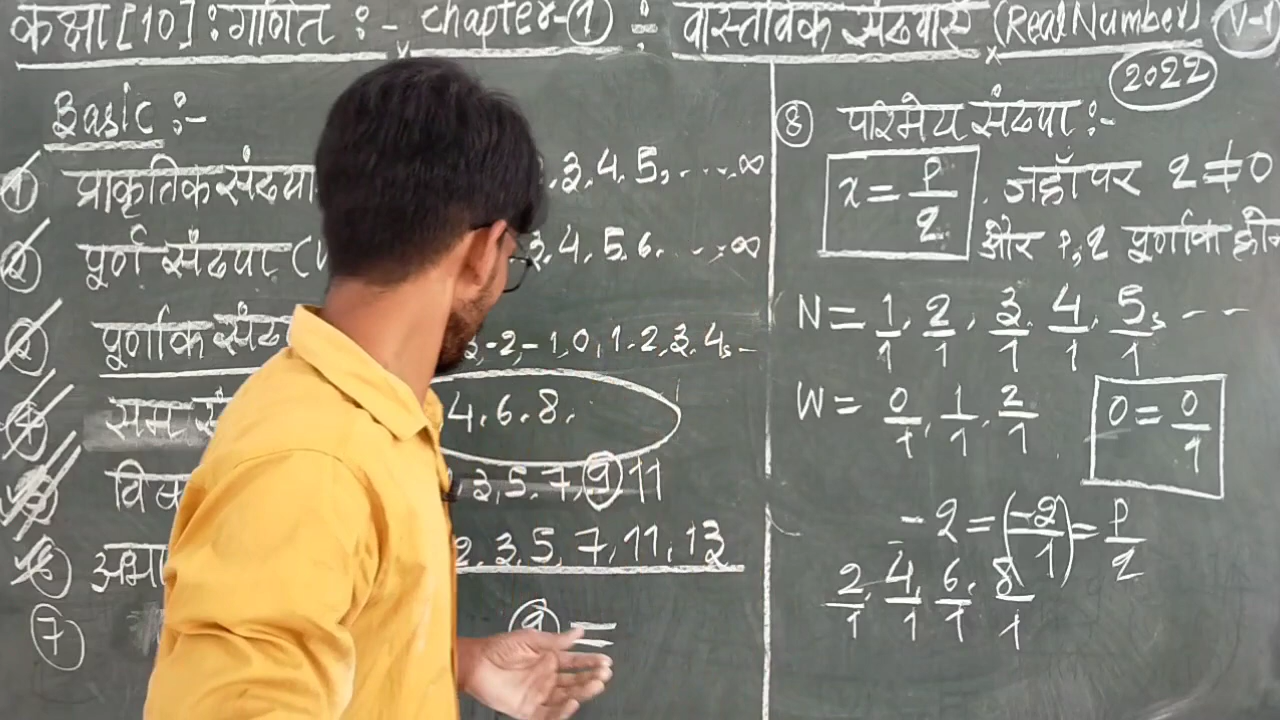 कक्षा [10] : गणित :- Chapter-(1) = वास्तविक संख्याएँ (Real Number) V-1
2022
Basic :-
① प्राकृतिक संख्या 3, 4, 5, ....∞
② पूर्ण संख्या ( 3, 4, 5, 6, ....∞
पूर्णांक संख् -2, -1, 0, 1, 2, 3, 4, -
सम सं 4, 6, 8,
3, 5, 7, 9, 11
⑥ अभा 2, 3, 5, 7, 11, 13
⑦ 9 =
⑧ परिमेय संख्या :-
x = p/q , जहाँ पर q ≠ 0
और p, q पूर्णांक
N = 1/1, 2/1, 3/1, 4/1, 5/1, ---
W = 0/1, 1/1, 2/1 0 = 0/1
-2 = (-2/1) = p/q
2/1, 4/1, 6/1, 8/1